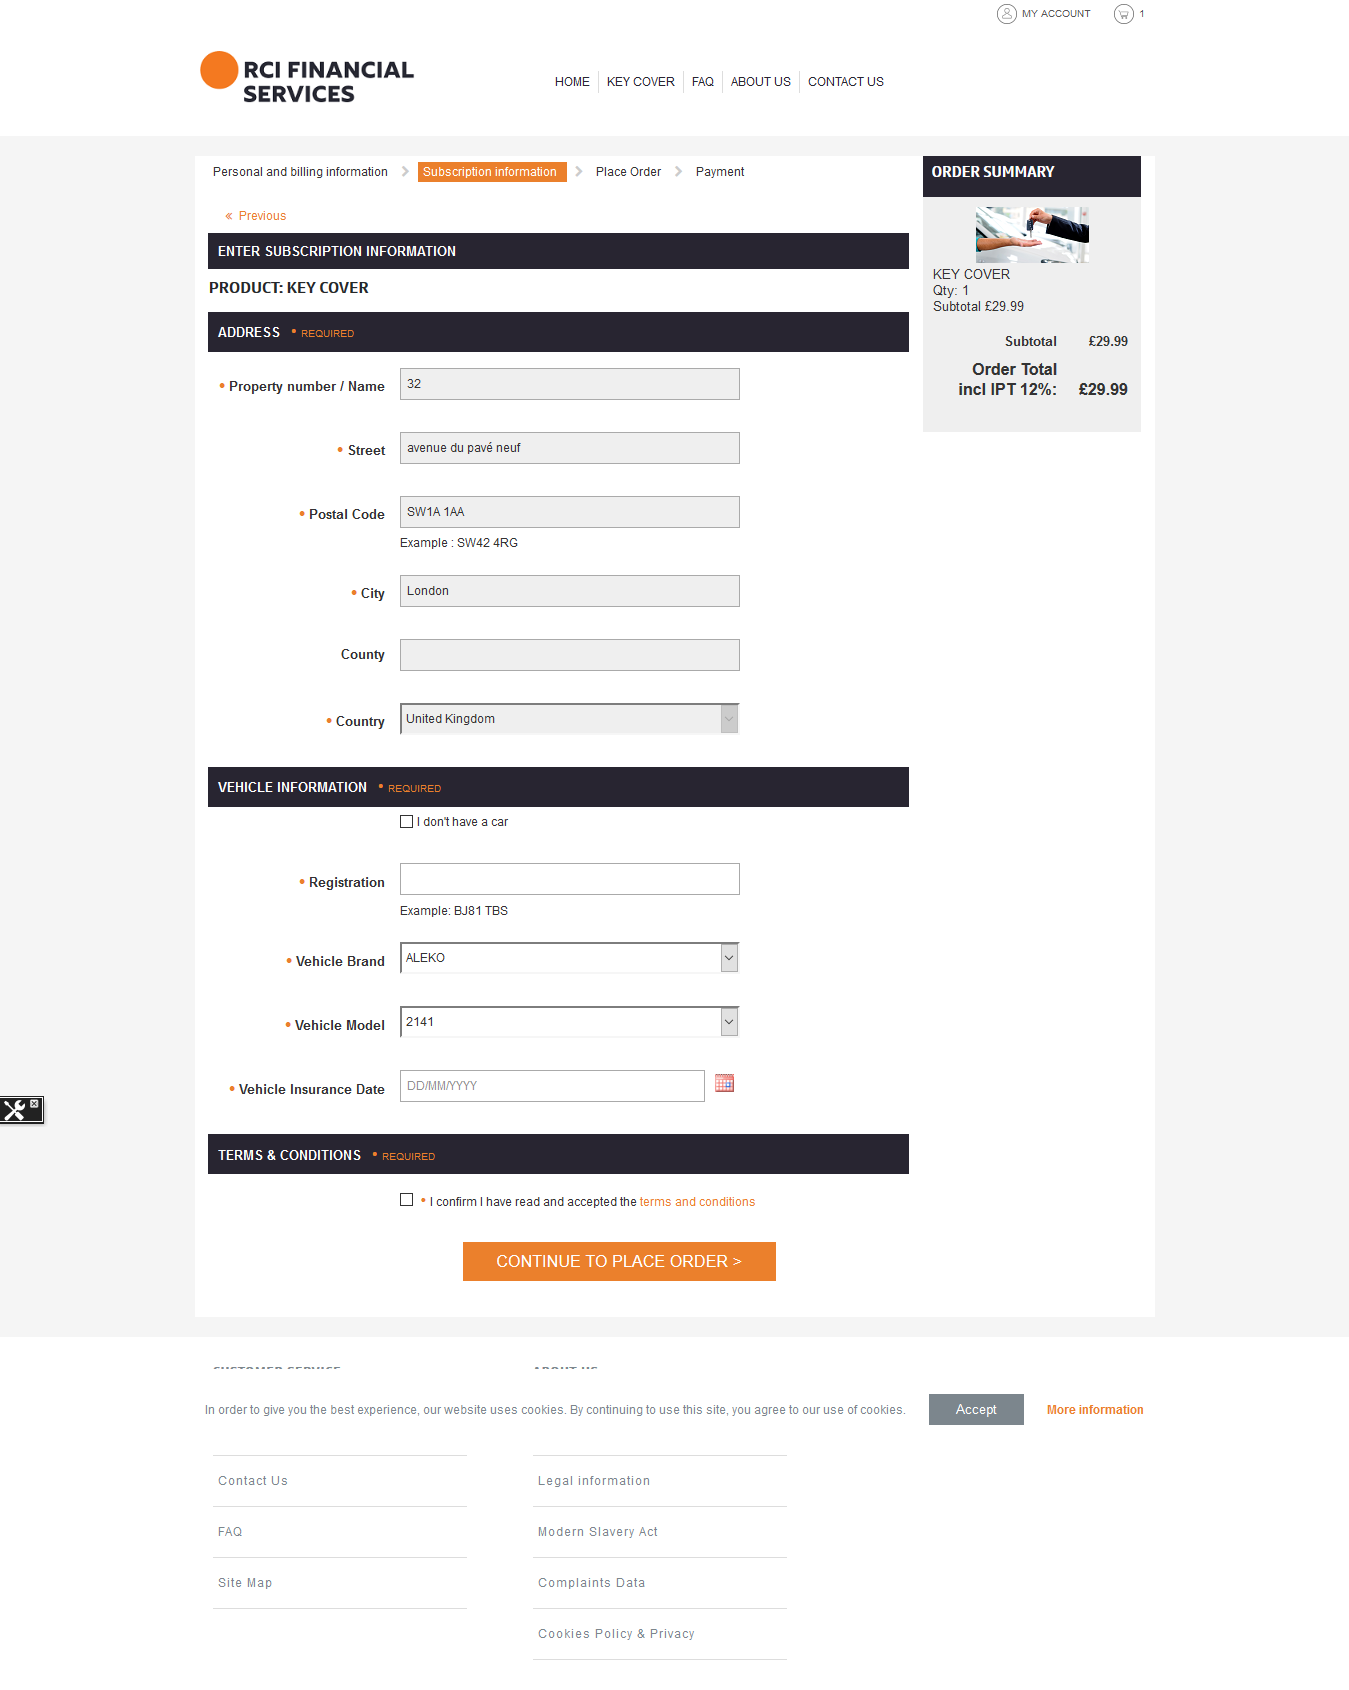 MY ACCOUNT
1
RCI FINANCIAL
SERVICES
HOME
KEY COVER
FAQ
ABOUT US
CONTACT US
Personal and billing information
Subscription information
Place Order
Payment
« Previous
ENTER SUBSCRIPTION INFORMATION
PRODUCT: KEY COVER
ADDRESS • REQUIRED
• Property number / Name
32
• Street
avenue du pavé neuf
• Postal Code
SW1A 1AA
Example : SW42 4RG
• City
London
County
• Country
United Kingdom
VEHICLE INFORMATION • REQUIRED
I don't have a car
• Registration
Example: BJ81 TBS
• Vehicle Brand
ALEKO
• Vehicle Model
2141
• Vehicle Insurance Date
DD/MM/YYYY
TERMS & CONDITIONS • REQUIRED
• I confirm I have read and accepted the terms and conditions
CONTINUE TO PLACE ORDER >
ORDER SUMMARY
KEY COVER
Qty: 1
Subtotal £29.99
Subtotal £29.99
Order Total
incl IPT 12%: £29.99
CUSTOMER SERVICE
ABOUT US
In order to give you the best experience, our website uses cookies. By continuing to use this site, you agree to our use of cookies.
Accept
More information
Contact Us
FAQ
Site Map
Legal information
Modern Slavery Act
Complaints Data
Cookies Policy & Privacy